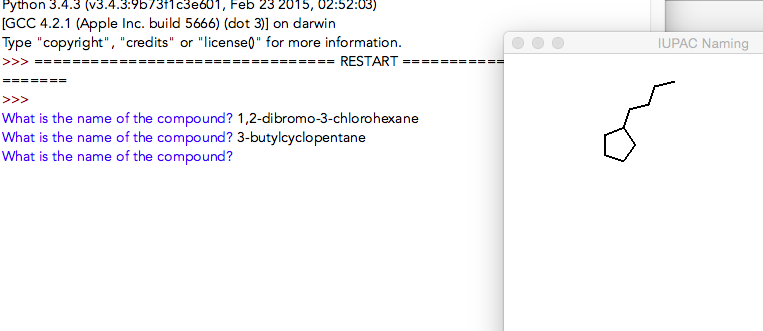 Python 3.4.3 (v3.4.3:9b73f1c3e601, Feb 23 2015, 02:52:03)
[GCC 4.2.1 (Apple Inc. build 5666) (dot 3)] on darwin
Type "copyright", "credits" or "license()" for more information.
>>> ================================ RESTART ===========
=======
>>>
What is the name of the compound? 1,2-dibromo-3-chlorohexane
What is the name of the compound? 3-butylcyclopentane
What is the name of the compound?
IUPAC Naming